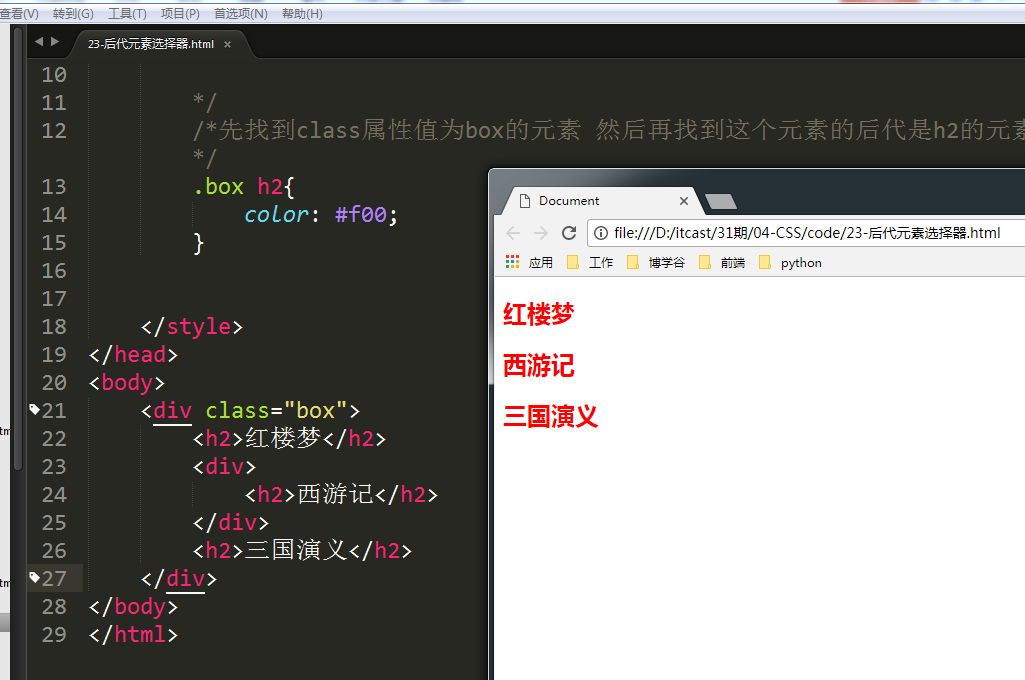 查看(V) 转到(G) 工具(T) 项目(P) 首选项(N) 帮助(H)
23-后代元素选择器.html ×
10
11 */
12 /*先找到class属性值为box的元素 然后再找到这个元素的后代是h2的元素
*/
13 .box h2{
14 color: #f00;
15 }
16
17
18 </style>
19 </head>
20 <body>
21 <div class="box">
22 <h2>红楼梦</h2>
23 <div>
24 <h2>西游记</h2>
25 </div>
26 <h2>三国演义</h2>
27 </div>
28 </body>
29 </html>
Document ×
file:///D:/itcast/31期/04-CSS/code/23-后代元素选择器.html
应用 工作 博学谷 前端 python
红楼梦
西游记
三国演义